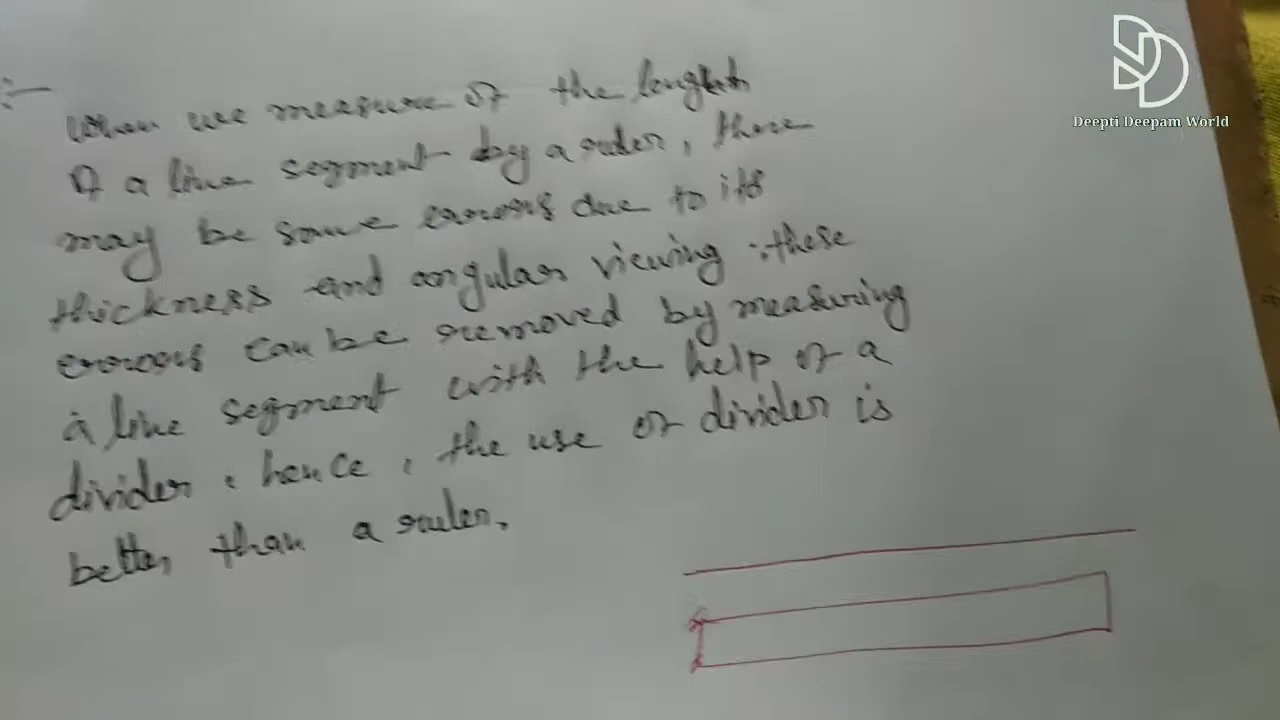 :-
When we measure of the length
of a line segment by a ruler, there
may be some errors due to its
thickness and angular viewing. these
errors can be removed by measuring
a line segment with the help of a
divider. hence, the use of divider is
better than a ruler.
Deepti Deepam World